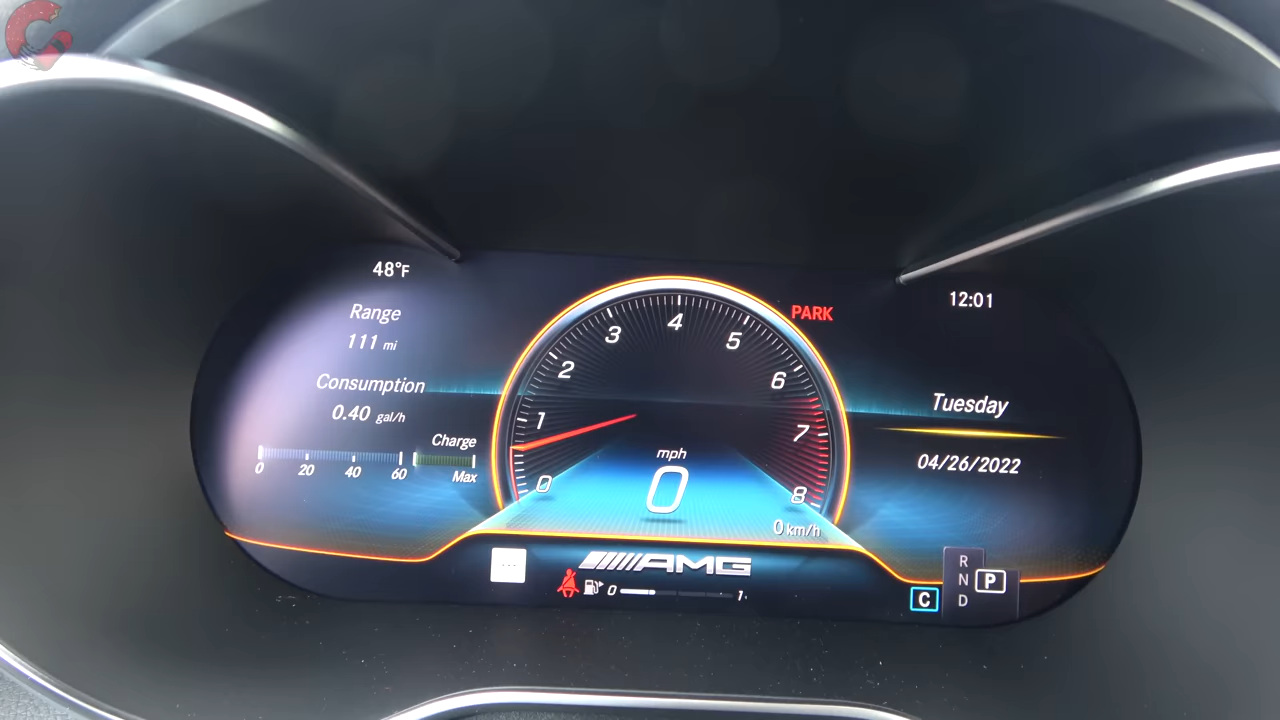 48°F
Range
111 mi
Consumption
0.40 gal/h
Charge
0 20 40 60
Max
0
1
2
3
4
5
6
7
8
PARK
mph
0
0 km/h
12:01
Tuesday
04/26/2022
AMG
0 1
R
N
D
P
C